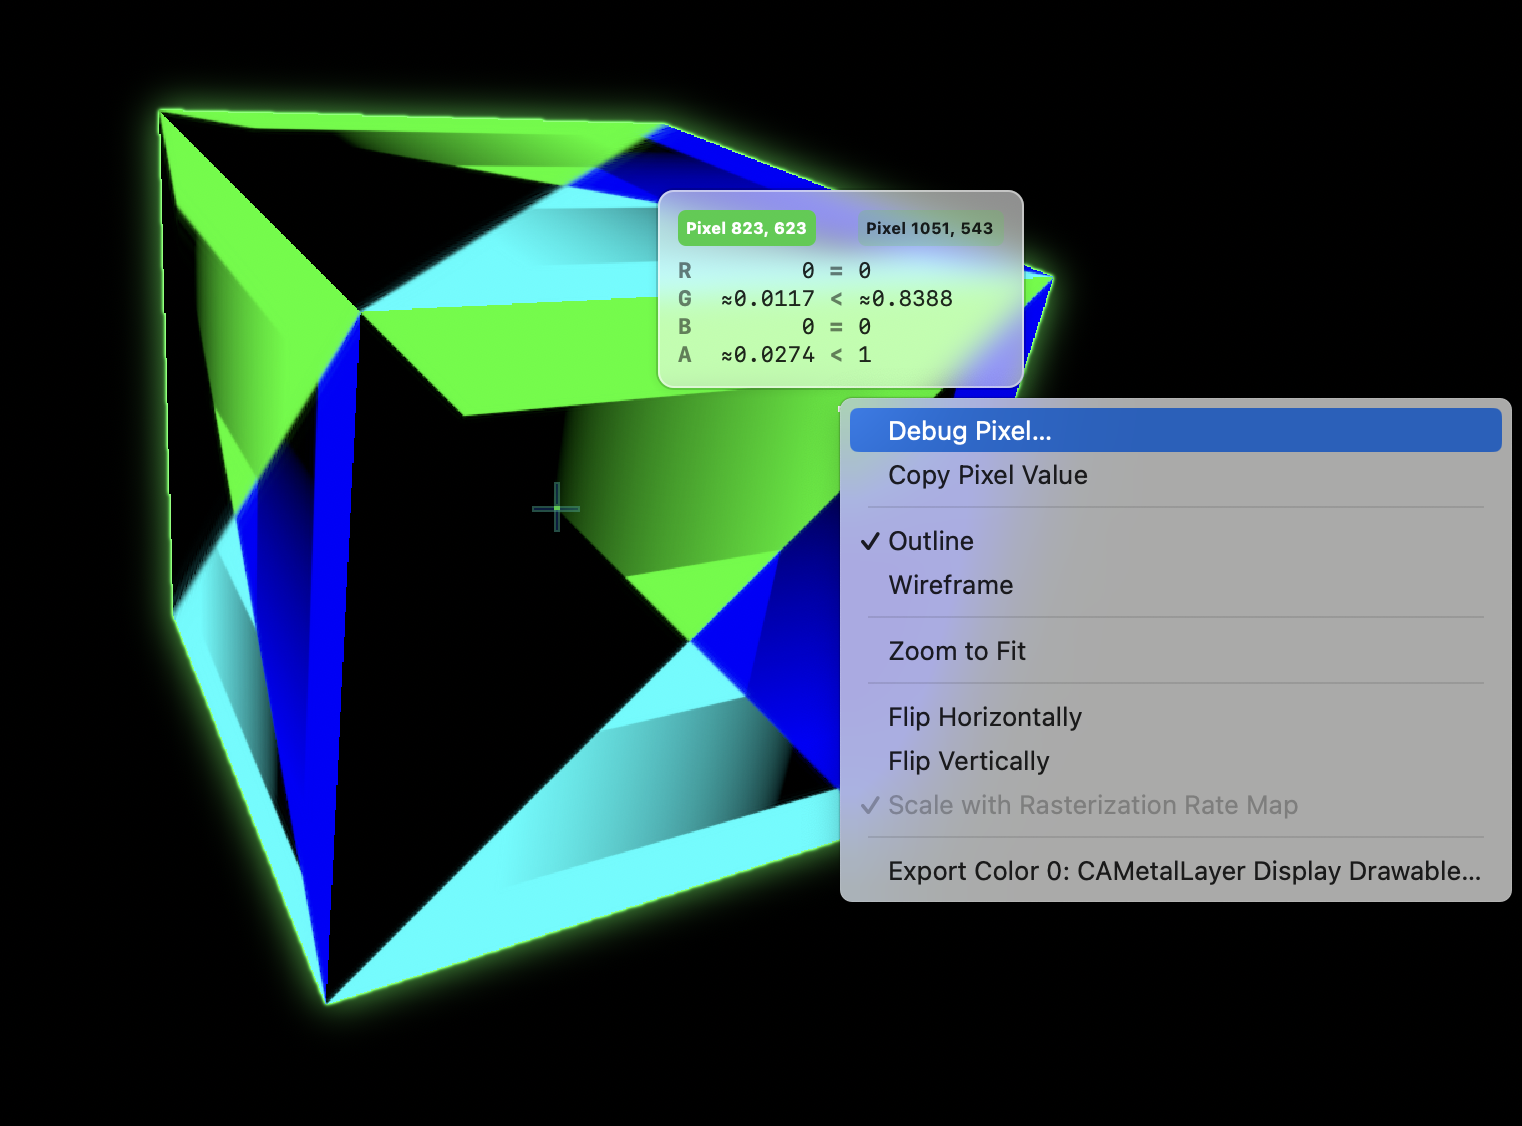 Pixel 823, 623 Pixel 1051, 543
R 0 = 0
G ≈0.0117 < ≈0.8388
B 0 = 0
A ≈0.0274 < 1
Debug Pixel...
Copy Pixel Value
✓ Outline
Wireframe
Zoom to Fit
Flip Horizontally
Flip Vertically
✓ Scale with Rasterization Rate Map
Export Color 0: CAMetalLayer Display Drawable...